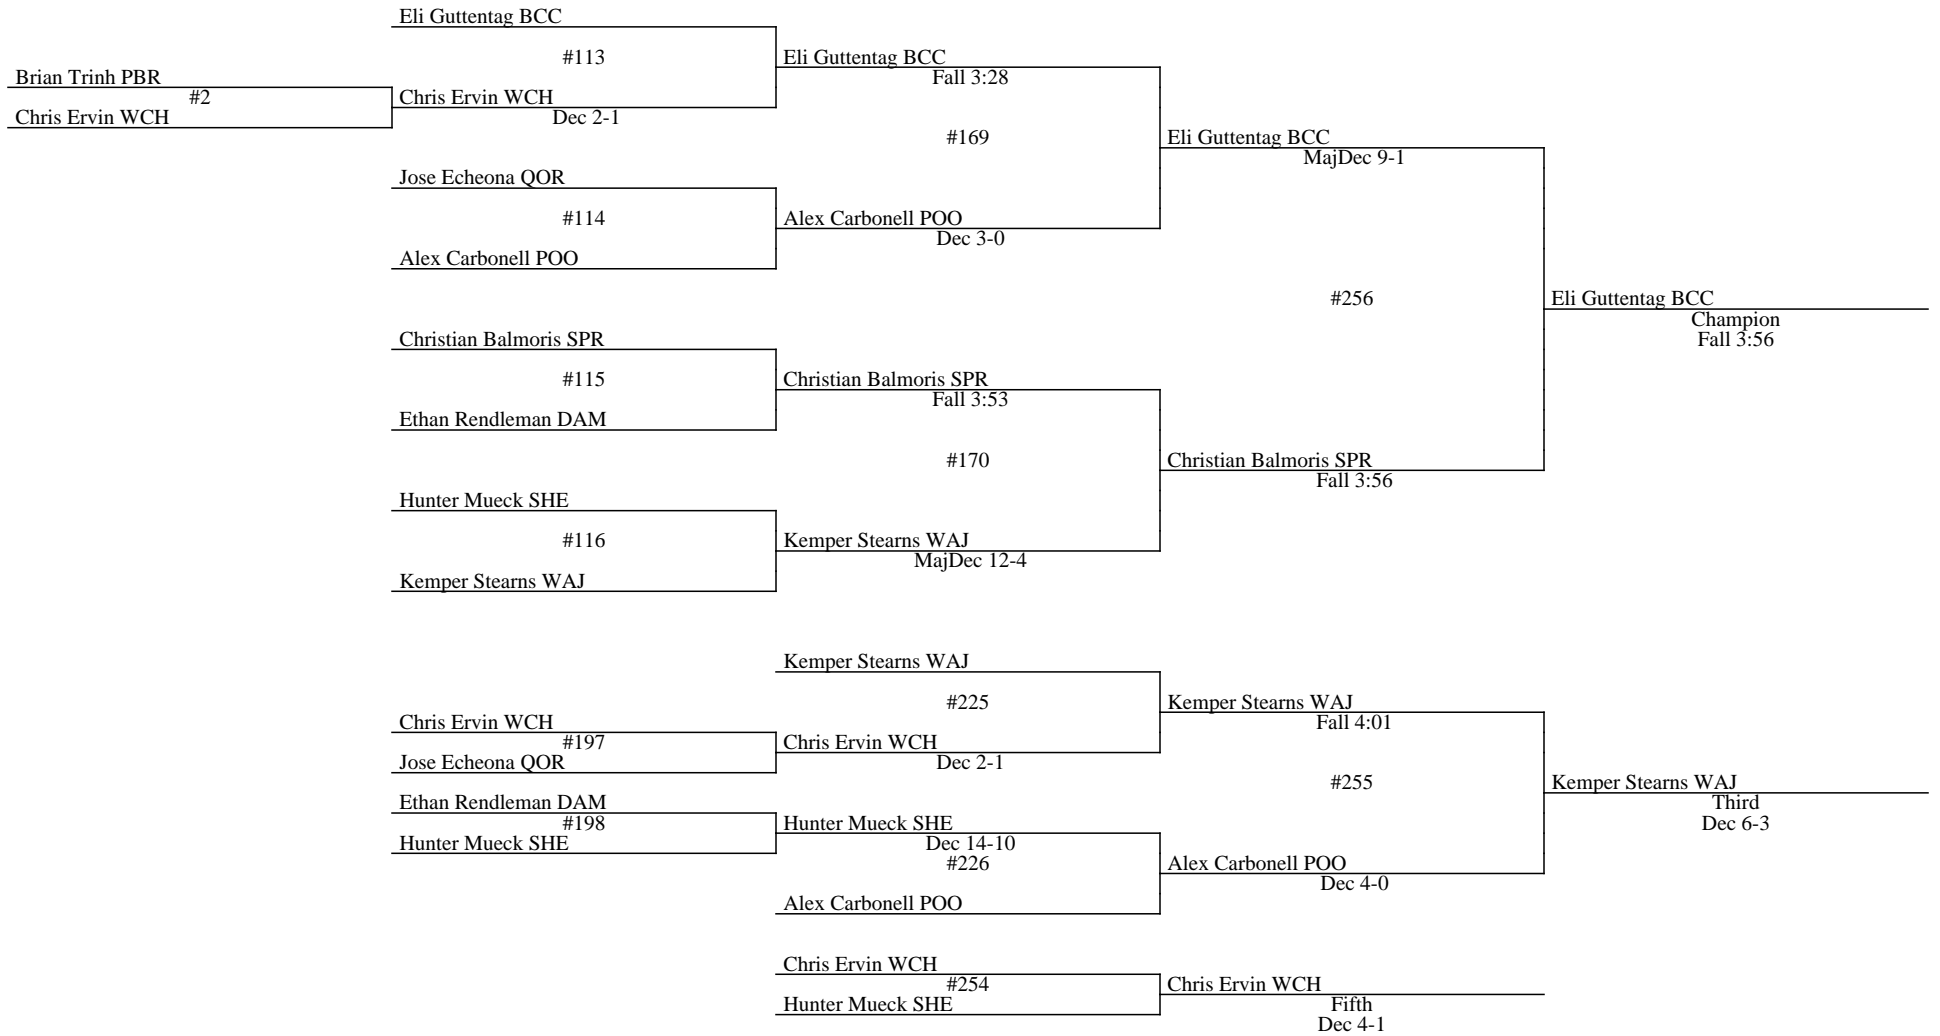 Eli Guttentag BCC
#113
Eli Guttentag BCC
Fall 3:28
Brian Trinh PBR
#2
Chris Ervin WCH
Chris Ervin WCH
Dec 2-1
#169
Eli Guttentag BCC
MajDec 9-1
Jose Echeona QOR
#114
Alex Carbonell POO
Dec 3-0
Alex Carbonell POO
#256
Eli Guttentag BCC
Champion
Fall 3:56
Christian Balmoris SPR
#115
Christian Balmoris SPR
Fall 3:53
Ethan Rendleman DAM
#170
Christian Balmoris SPR
Fall 3:56
Hunter Mueck SHE
#116
Kemper Stearns WAJ
MajDec 12-4
Kemper Stearns WAJ
Kemper Stearns WAJ
#225
Kemper Stearns WAJ
Fall 4:01
Chris Ervin WCH
#197
Jose Echeona QOR
Chris Ervin WCH
Dec 2-1
#255
Kemper Stearns WAJ
Third
Dec 6-3
Ethan Rendleman DAM
#198
Hunter Mueck SHE
Hunter Mueck SHE
Dec 14-10
#226
Alex Carbonell POO
Dec 4-0
Alex Carbonell POO
Chris Ervin WCH
#254
Hunter Mueck SHE
Chris Ervin WCH
Fifth
Dec 4-1